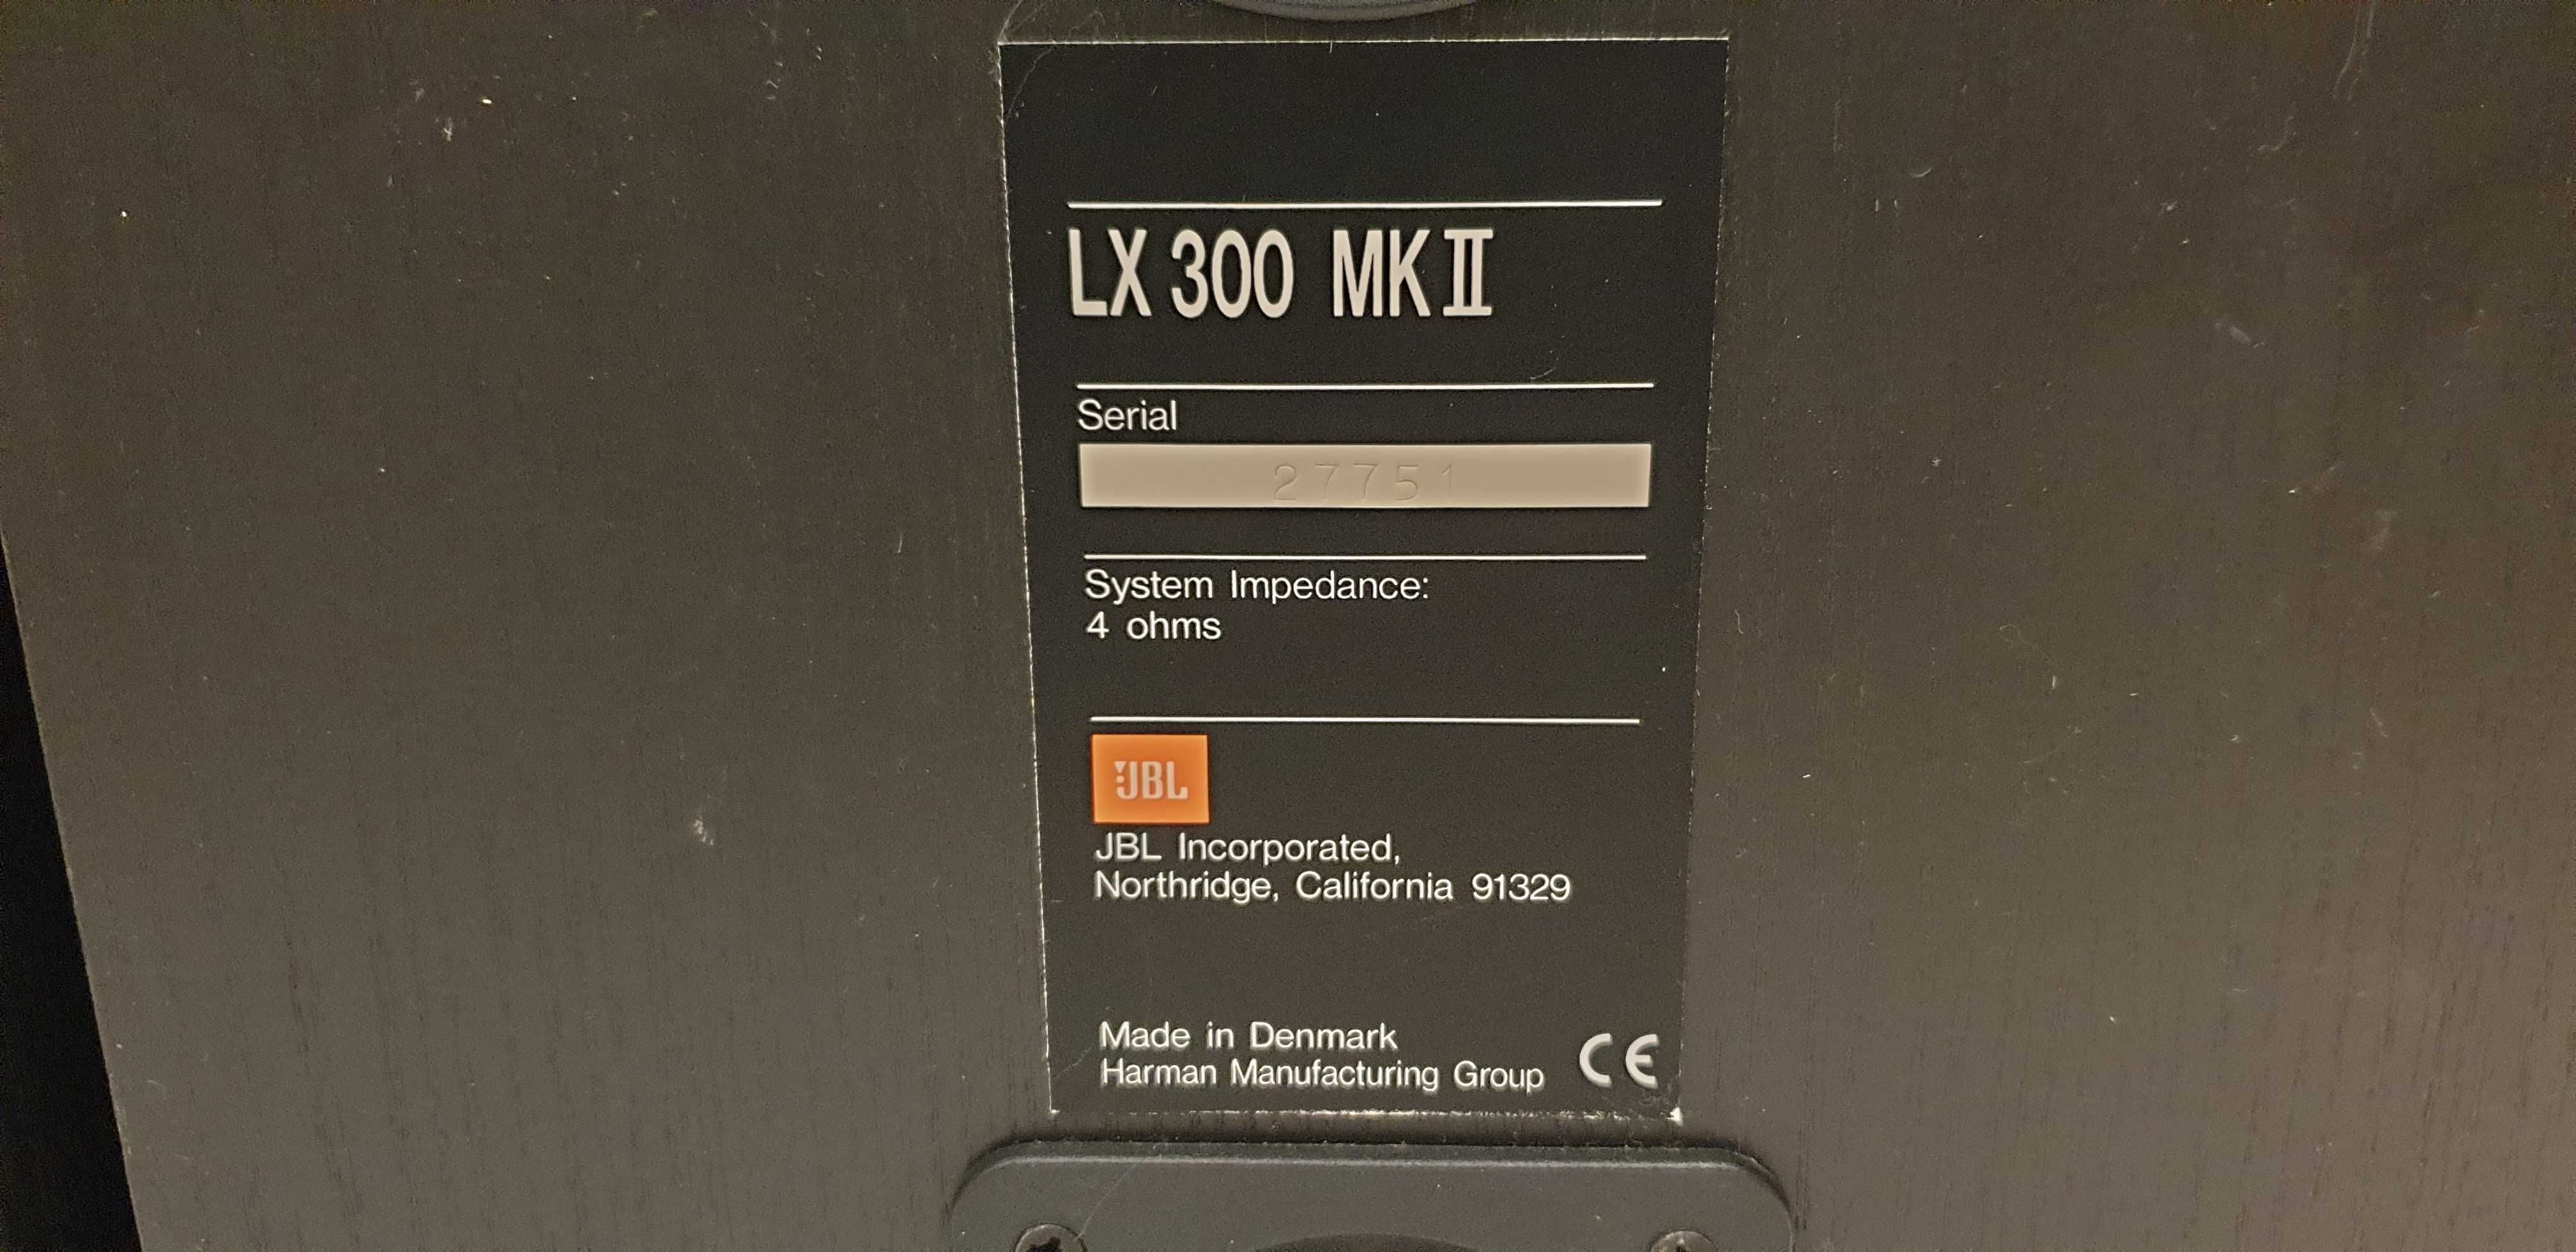 LX 300 MK II
Serial
27751
System Impedance:
4 ohms
JBL
JBL Incorporated,
Northridge, California 91329
Made in Denmark
Harman Manufacturing Group CE